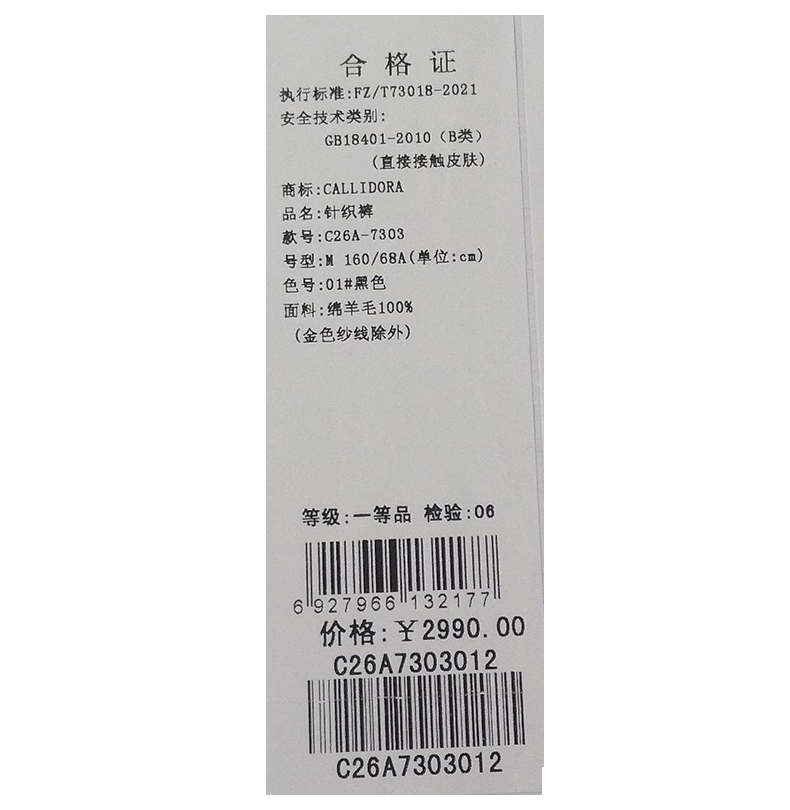 合格证
执行标准:FZ/T73018-2021
安全技术类别:
GB18401-2010(B类)
(直接接触皮肤)
商标:CALLIDORA
品名:针织裤
款号:C26A-7303
号型:M 160/68A(单位:cm)
色号:01#黑色
面料:绵羊毛100%
(金色纱线除外)
等级:一等品 检验:06
6 927966 132177
价格:¥2990.00
C26A7303012
C26A7303012